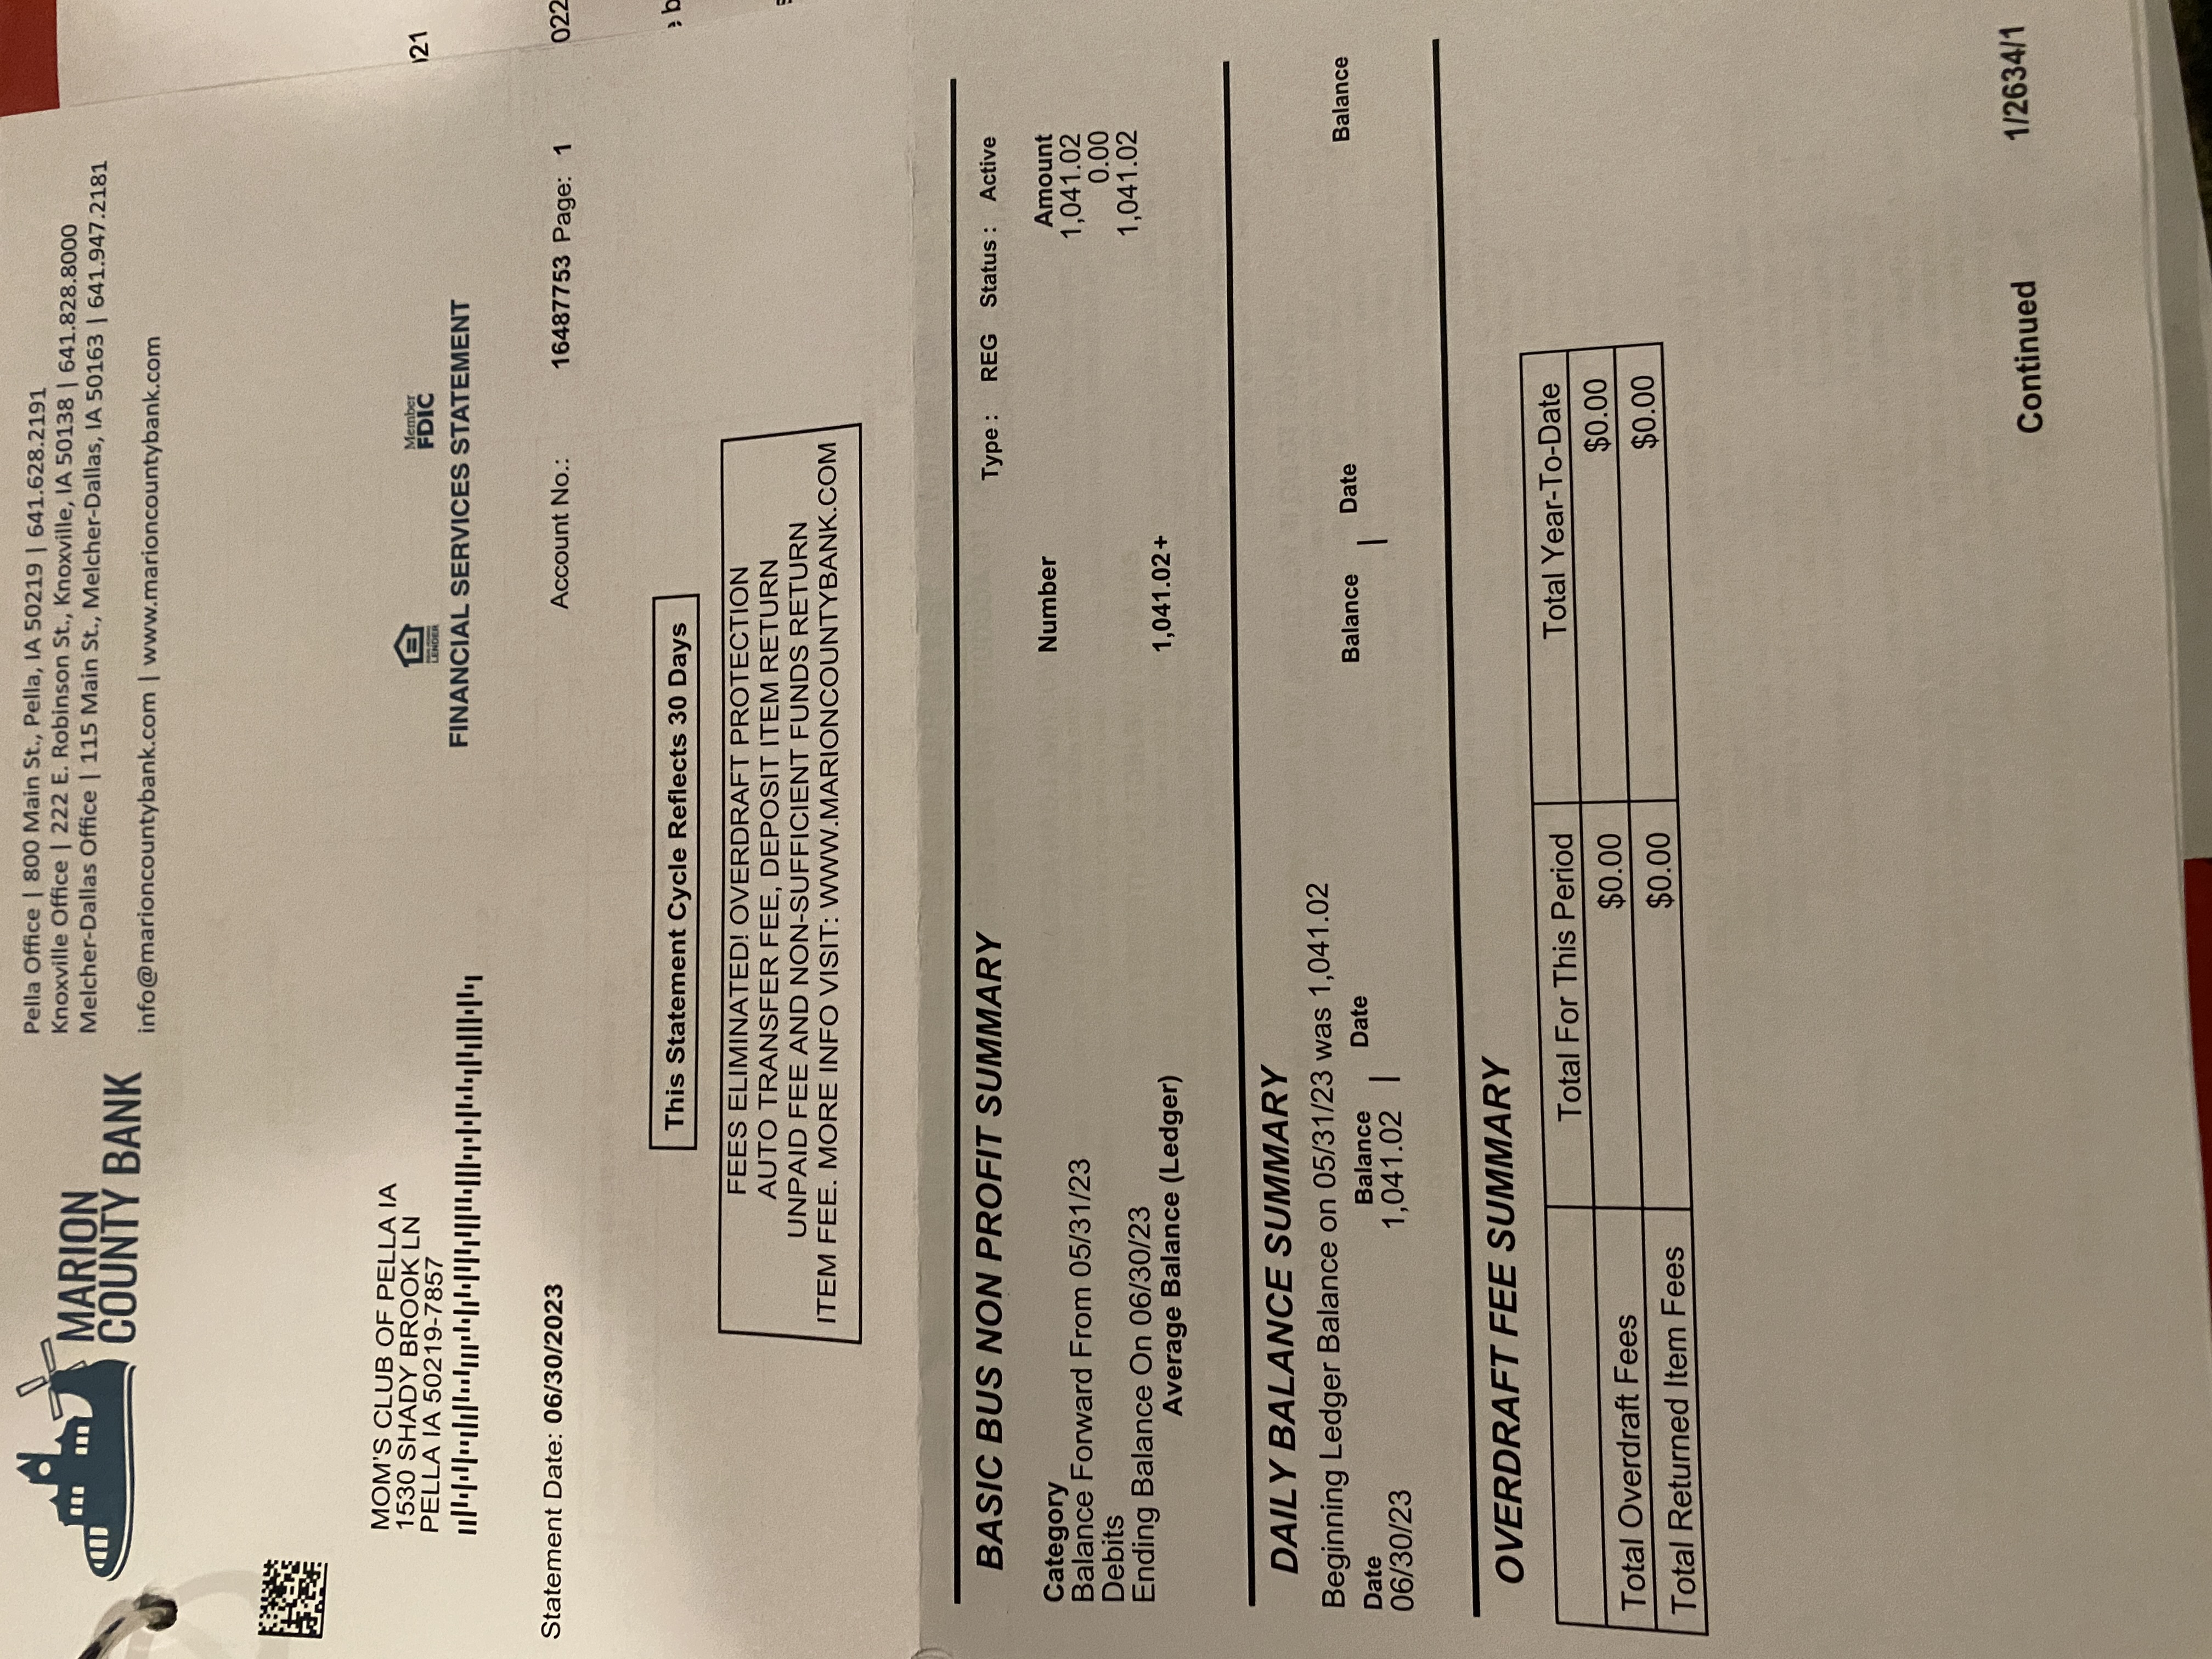 MARION
COUNTY BANK
Pella Office | 800 Main St., Pella, IA 50219 | 641.628.2191
Knoxville Office | 222 E. Robinson St., Knoxville, IA 50138 | 641.828.8000
Melcher-Dallas Office | 115 Main St., Melcher-Dallas, IA 50163 | 641.947.2181
info@marioncountybank.com | www.marioncountybank.com
MOM'S CLUB OF PELLA IA
1530 SHADY BROOK LN
PELLA IA 50219-7857
LENDER
Member
FDIC
FINANCIAL SERVICES STATEMENT
Statement Date: 06/30/2023 Account No.: 16487753 Page: 1
022
This Statement Cycle Reflects 30 Days
FEES ELIMINATED! OVERDRAFT PROTECTION
AUTO TRANSFER FEE, DEPOSIT ITEM RETURN
UNPAID FEE AND NON-SUFFICIENT FUNDS RETURN
ITEM FEE. MORE INFO VISIT: WWW.MARIONCOUNTYBANK.COM
BASIC BUS NON PROFIT SUMMARY Type : REG Status : Active
Category Number Amount
Balance Forward From 05/31/23 1,041.02
Debits 0.00
Ending Balance On 06/30/23 1,041.02
Average Balance (Ledger) 1,041.02+
DAILY BALANCE SUMMARY
Beginning Ledger Balance on 05/31/23 was 1,041.02
Date Balance | Date Balance | Date Balance
06/30/23 1,041.02
OVERDRAFT FEE SUMMARY
Total For This Period Total Year-To-Date
Total Overdraft Fees $0.00 $0.00
Total Returned Item Fees $0.00 $0.00
Continued 1/2634/1